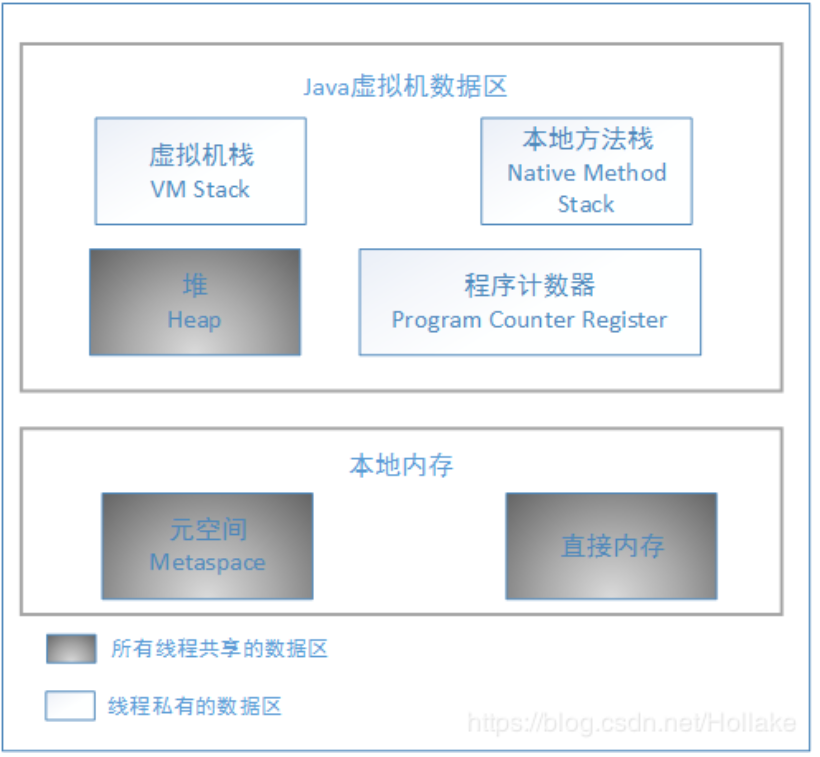 Java虚拟机数据区
虚拟机栈
VM Stack
本地方法栈
Native Method
Stack
堆
Heap
程序计数器
Program Counter Register
本地内存
元空间
Metaspace
直接内存
所有线程共享的数据区
线程私有的数据区
https://blog.csdn.net/Hollake